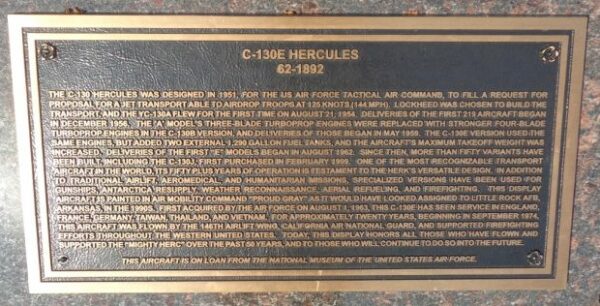 C-130E HERCULES
62-1892
THE C-130 HERCULES WAS DESIGNED IN 1951, FOR THE US AIR FORCE TACTICAL AIR COMMAND, TO FILL A REQUEST FOR
PROPOSAL, FOR A JET TRANSPORT ABLE TO AIRDROP TROOPS AT 125 KNOTS (144 MPH). LOCKHEED WAS CHOSEN TO BUILD THE
TRANSPORT, AND THE YC-130A FLEW FOR THE FIRST TIME ON AUGUST 21, 1954. DELIVERIES OF THE FIRST 219 AIRCRAFT BEGAN
IN DECEMBER 1956. THE "A" MODEL'S THREE-BLADE TURBOPROP ENGINES WERE REPLACED WITH STRONGER FOUR-BLADE
TURBOPROP ENGINES IN THE C-130B VERSION, AND DELIVERIES OF THOSE BEGAN IN MAY 1959. THE C-130E VERSION USED THE
SAME ENGINES, BUT ADDED TWO EXTERNAL 1,290 GALLON FUEL TANKS, AND THE AIRCRAFT'S MAXIMUM TAKEOFF WEIGHT WAS
INCREASED. DELIVERIES OF THE FIRST "E" MODELS BEGAN IN AUGUST 1962. SINCE THEN, MORE THAN FIFTY VARIANTS HAVE
BEEN BUILT, INCLUDING THE C-130J, FIRST PURCHASED IN FEBRUARY 1999. ONE OF THE MOST RECOGNIZABLE TRANSPORT
AIRCRAFT IN THE WORLD, ITS FIFTY PLUS YEARS OF OPERATION IS TESTIMENT TO THE HERK'S VERSATILE DESIGN. IN ADDITION
TO TRADITIONAL AIRLIFT, AEROMEDICAL, AND HUMANITARIAN MISSIONS, SPECIALIZED VERSIONS HAVE BEEN USED FOR
GUNSHIPS, ANTARCTICA RESUPPLY, WEATHER RECONNAISSANCE, AERIAL REFUELING, AND FIREFIGHTING. THIS DISPLAY
AIRCRAFT IS PAINTED IN AIR MOBILITY COMMAND "PROUD GRAY" AS IT WOULD HAVE LOOKED ASSIGNED TO LITTLE ROCK AFB,
ARKANSAS, IN THE 1990S. FIRST ACQUIRED BY THE AIR FORCE ON AUGUST 1, 1963, THIS C-130E HAS SEEN SERVICE IN ENGLAND,
FRANCE, GERMANY, TAIWAN, THAILAND, AND VIETNAM. FOR APPROXIMATELY TWENTY YEARS, BEGINNING IN SEPTEMBER 1974,
THIS AIRCRAFT WAS FLOWN BY THE 146TH AIRLIFT WING, CALIFORNIA AIR NATIONAL GUARD, AND SUPPORTED FIREFIGHTING
EFFORTS THROUGHOUT THE WESTERN UNITED STATES. TODAY, THIS DISPLAY HONORS ALL THOSE WHO HAVE FLOWN AND
SUPPORTED THE "MIGHTY HERC" OVER THE PAST 50 YEARS, AND TO THOSE WHO WILL CONTINUE TO DO SO INTO THE FUTURE.
THIS AIRCRAFT IS ON LOAN FROM THE NATIONAL MUSEUM OF THE UNITED STATES AIR FORCE.